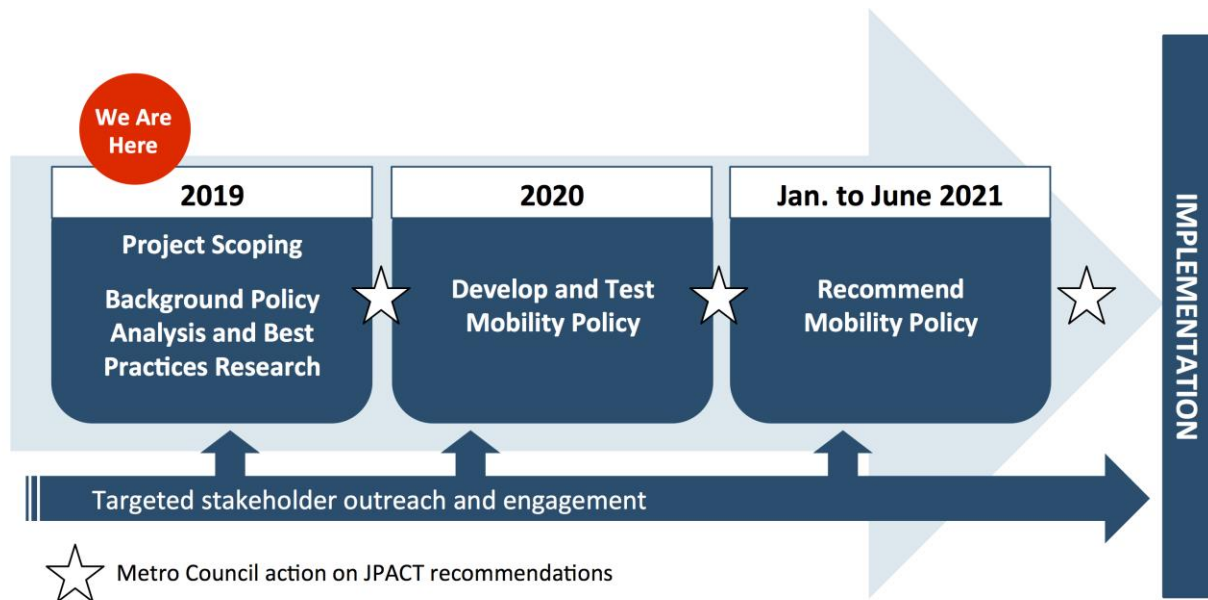 We Are
Here
2019
Project Scoping
Background Policy
Analysis and Best
Practices Research
2020
Develop and Test
Mobility Policy
Jan. to June 2021
Recommend
Mobility Policy
IMPLEMENTATION
Targeted stakeholder outreach and engagement
Metro Council action on JPACT recommendations